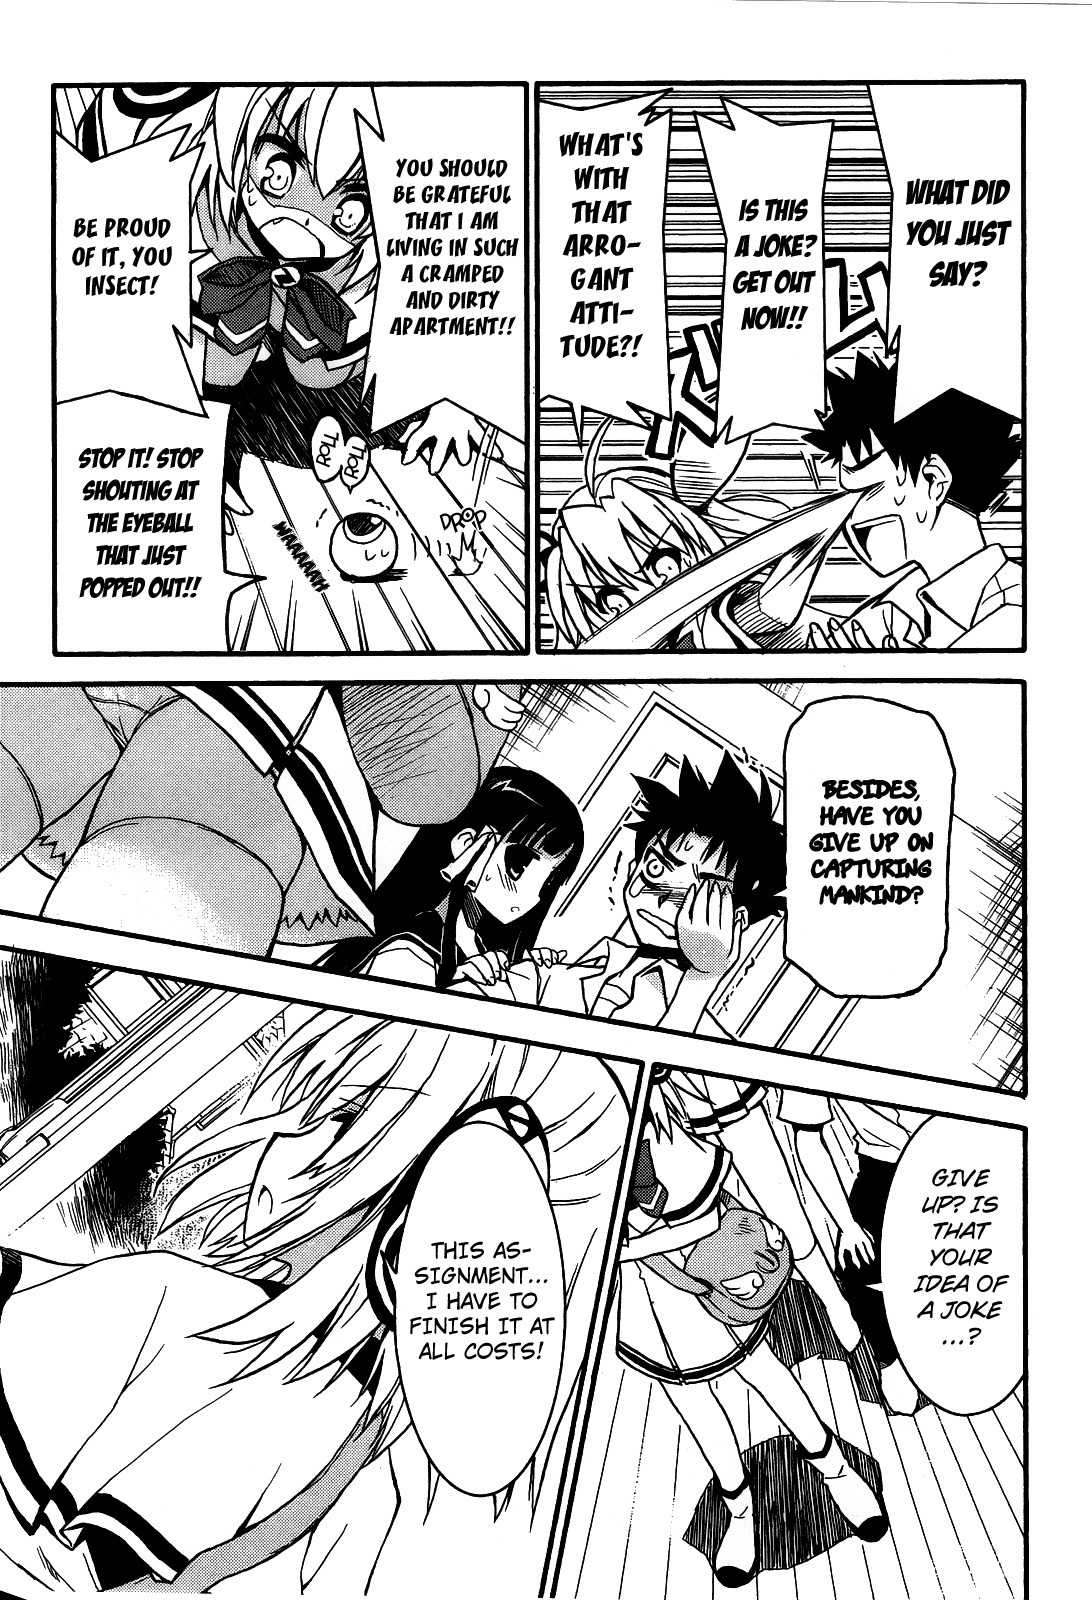 WHAT DID
YOU JUST
SAY?
IS THIS
A JOKE?
GET OUT
NOW!!
WHAT'S
WITH
THAT
ARRO-
GANT
ATTI-
TUDE?!
YOU SHOULD
BE GRATEFUL
THAT I AM
LIVING IN SUCH
A CRAMPED
AND DIRTY
APARTMENT!!
BE PROUD
OF IT, YOU
INSECT!
DROP
ROLL
ROLL
WAAAAAH
STOP IT! STOP
SHOUTING AT
THE EYEBALL
THAT JUST
POPPED OUT!!
BESIDES,
HAVE YOU
GIVE UP ON
CAPTURING
MANKIND?
GIVE
UP? IS
THAT
YOUR
IDEA OF
A JOKE
...?
THIS AS-
SIGNMENT...
I HAVE TO
FINISH IT AT
ALL COSTS!